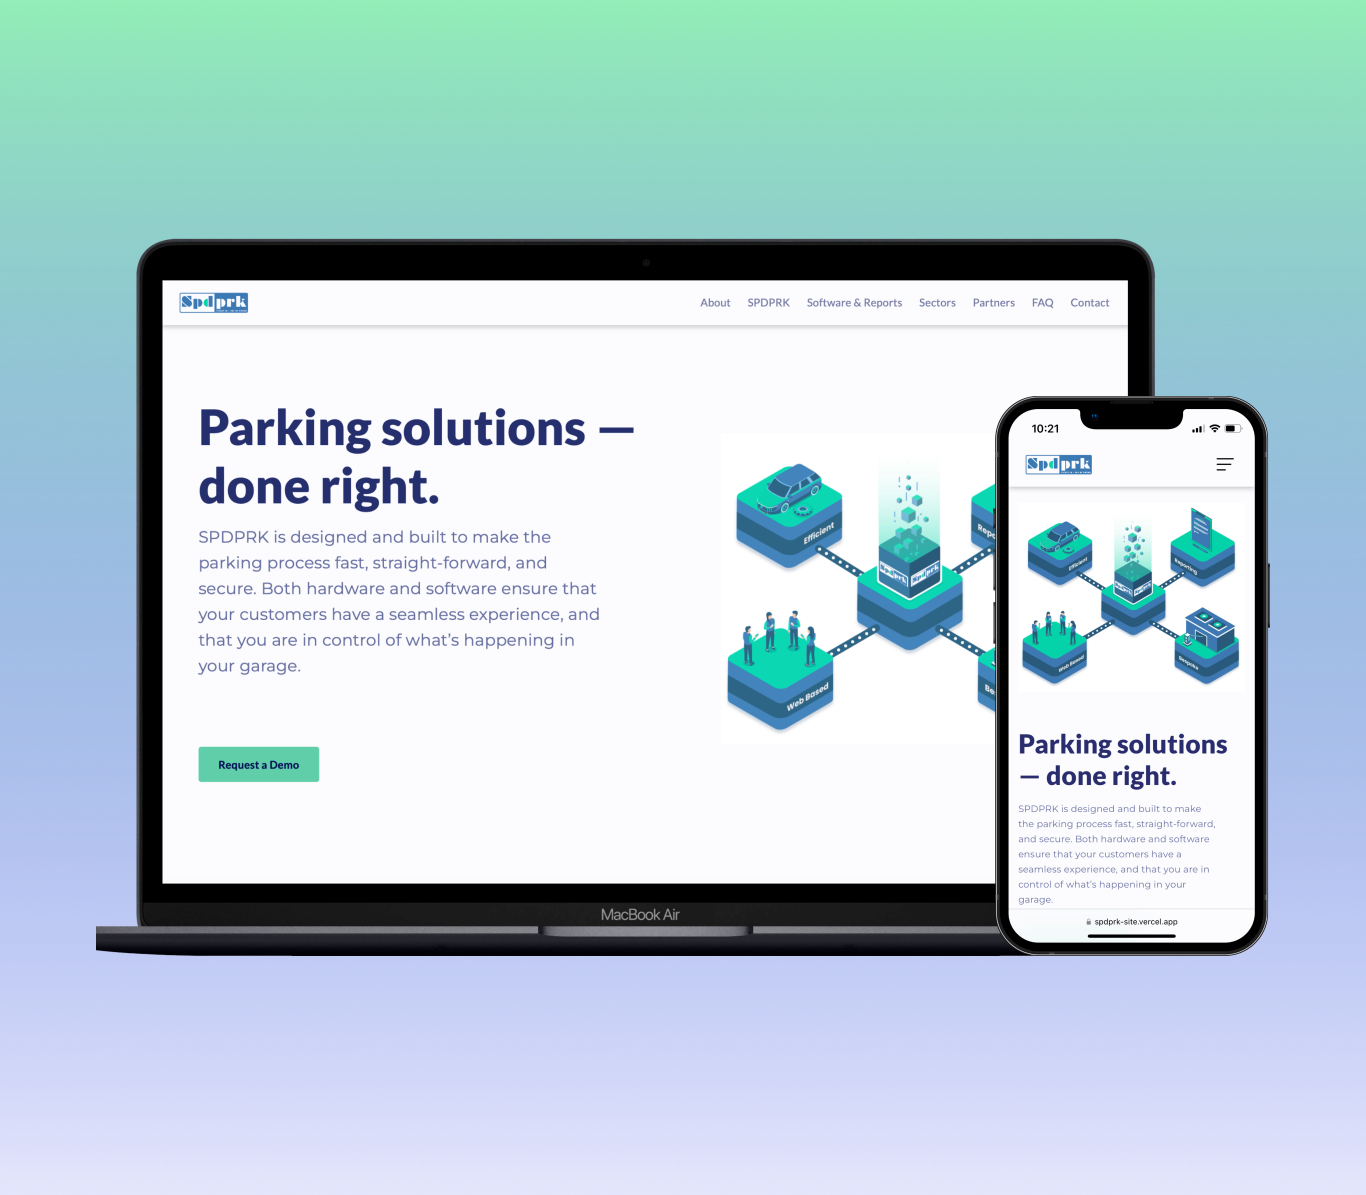 Spdprk
About SPDPRK Software & Reports Sectors Partners FAQ Contact
Parking solutions —
done right.
SPDPRK is designed and built to make the
parking process fast, straight-forward, and
secure. Both hardware and software ensure that
your customers have a seamless experience, and
that you are in control of what's happening in
your garage.
Request a Demo
Efficient
Repo
Spdprk Spdprk
Web Based
Be
MacBook Air
10:21
Spdprk
Efficient
Reporting
Spdprk Spdprk
Web Based
Bespoke
Parking solutions
— done right.
SPDPRK is designed and built to make
the parking process fast, straight-forward,
and secure. Both hardware and software
ensure that your customers have a
seamless experience, and that you are in
control of what's happening in your
garage.
spdprk-site.vercel.app